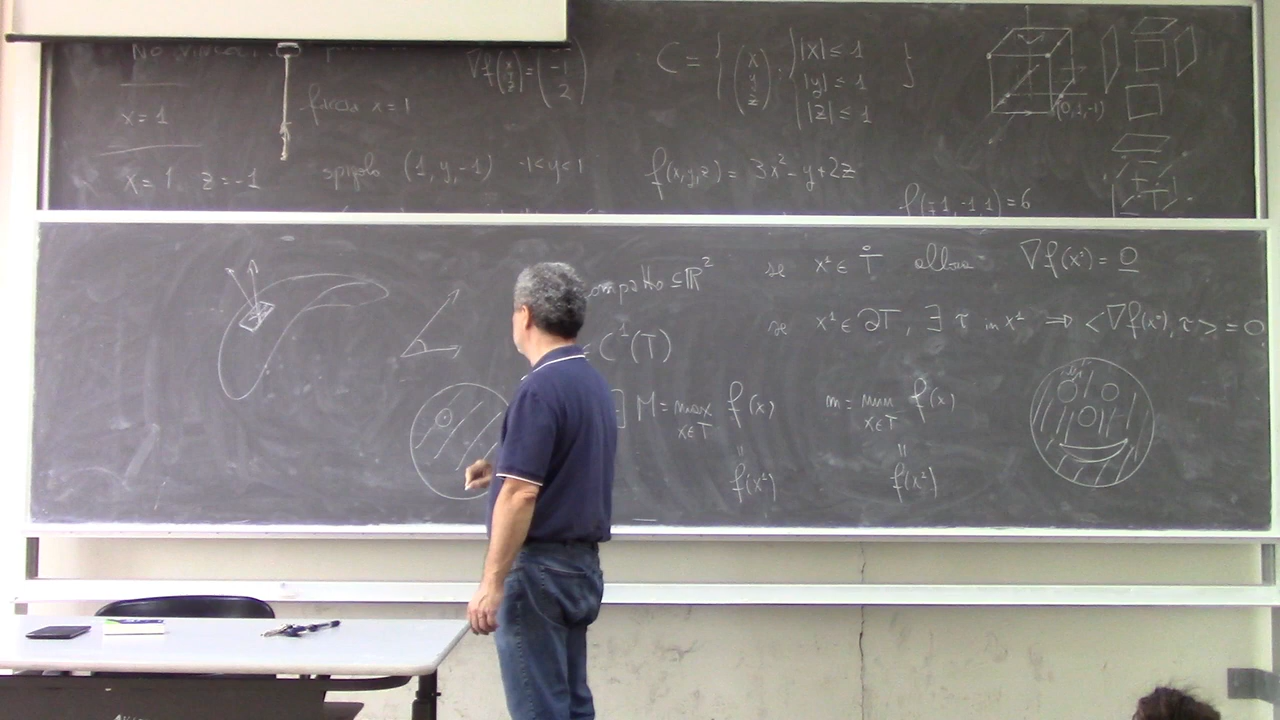 No
∇f(x y z) = (-1 2)
C = { (x y z) : |x| ≤ 1 |y| ≤ 1 |z| ≤ 1 }
faccia x=1
x=1
(0,1,-1)
x=1 z=-1
spigolo (1,y,-1) -1<y<1
f(x,y,z) = 3x²-y+2z
f(±1,-1,1)=6
compatto ⊆ ℝ²
se x¹ ∈ T̊ allora ∇f(x¹) = 0
C¹(T)
se x¹ ∈ ∂T, ∃ τ in x¹ ⇒ <∇f(x¹), τ> = 0
∃ M = max x∈T f(x)
m = min x∈T f(x)
= f(x¹)
= f(x²)